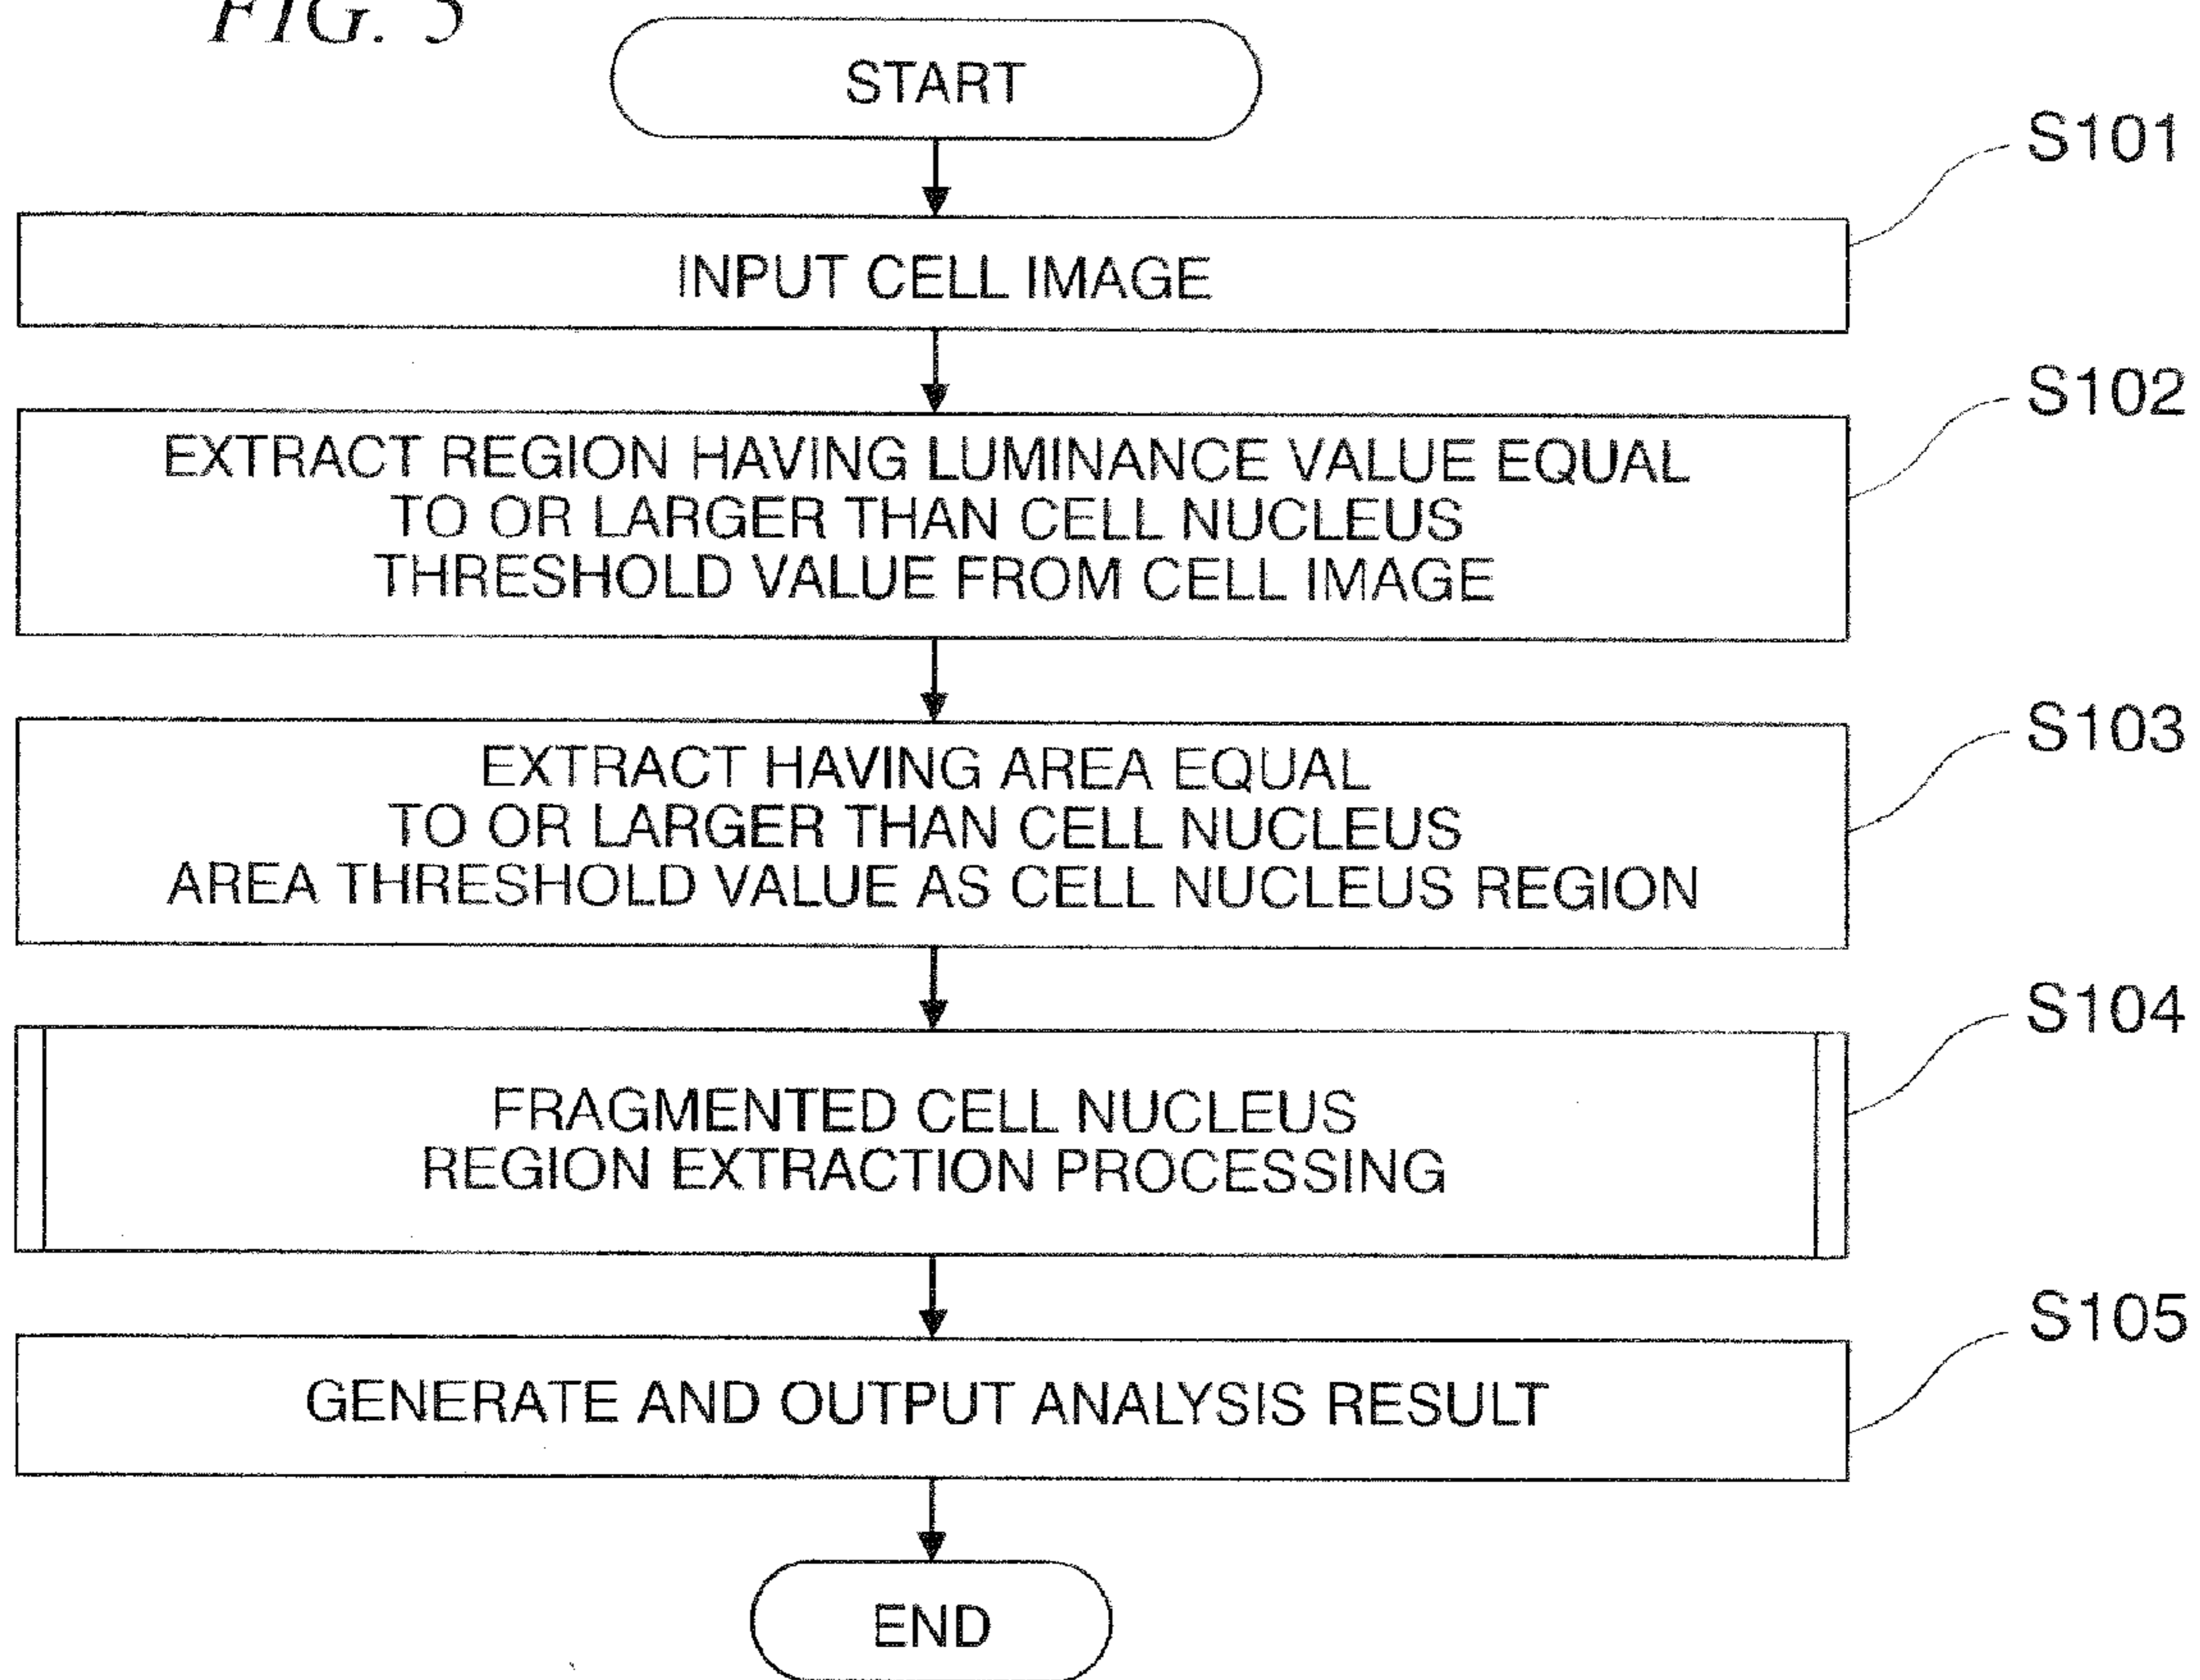 FIG. 5
START
S101
INPUT CELL IMAGE
S102
EXTRACT REGION HAVING LUMINANCE VALUE EQUAL
TO OR LARGER THAN CELL NUCLEUS
THRESHOLD VALUE FROM CELL IMAGE
S103
EXTRACT HAVING AREA EQUAL
TO OR LARGER THAN CELL NUCLEUS
AREA THRESHOLD VALUE AS CELL NUCLEUS REGION
S104
FRAGMENTED CELL NUCLEUS
REGION EXTRACTION PROCESSING
S105
GENERATE AND OUTPUT ANALYSIS RESULT
END